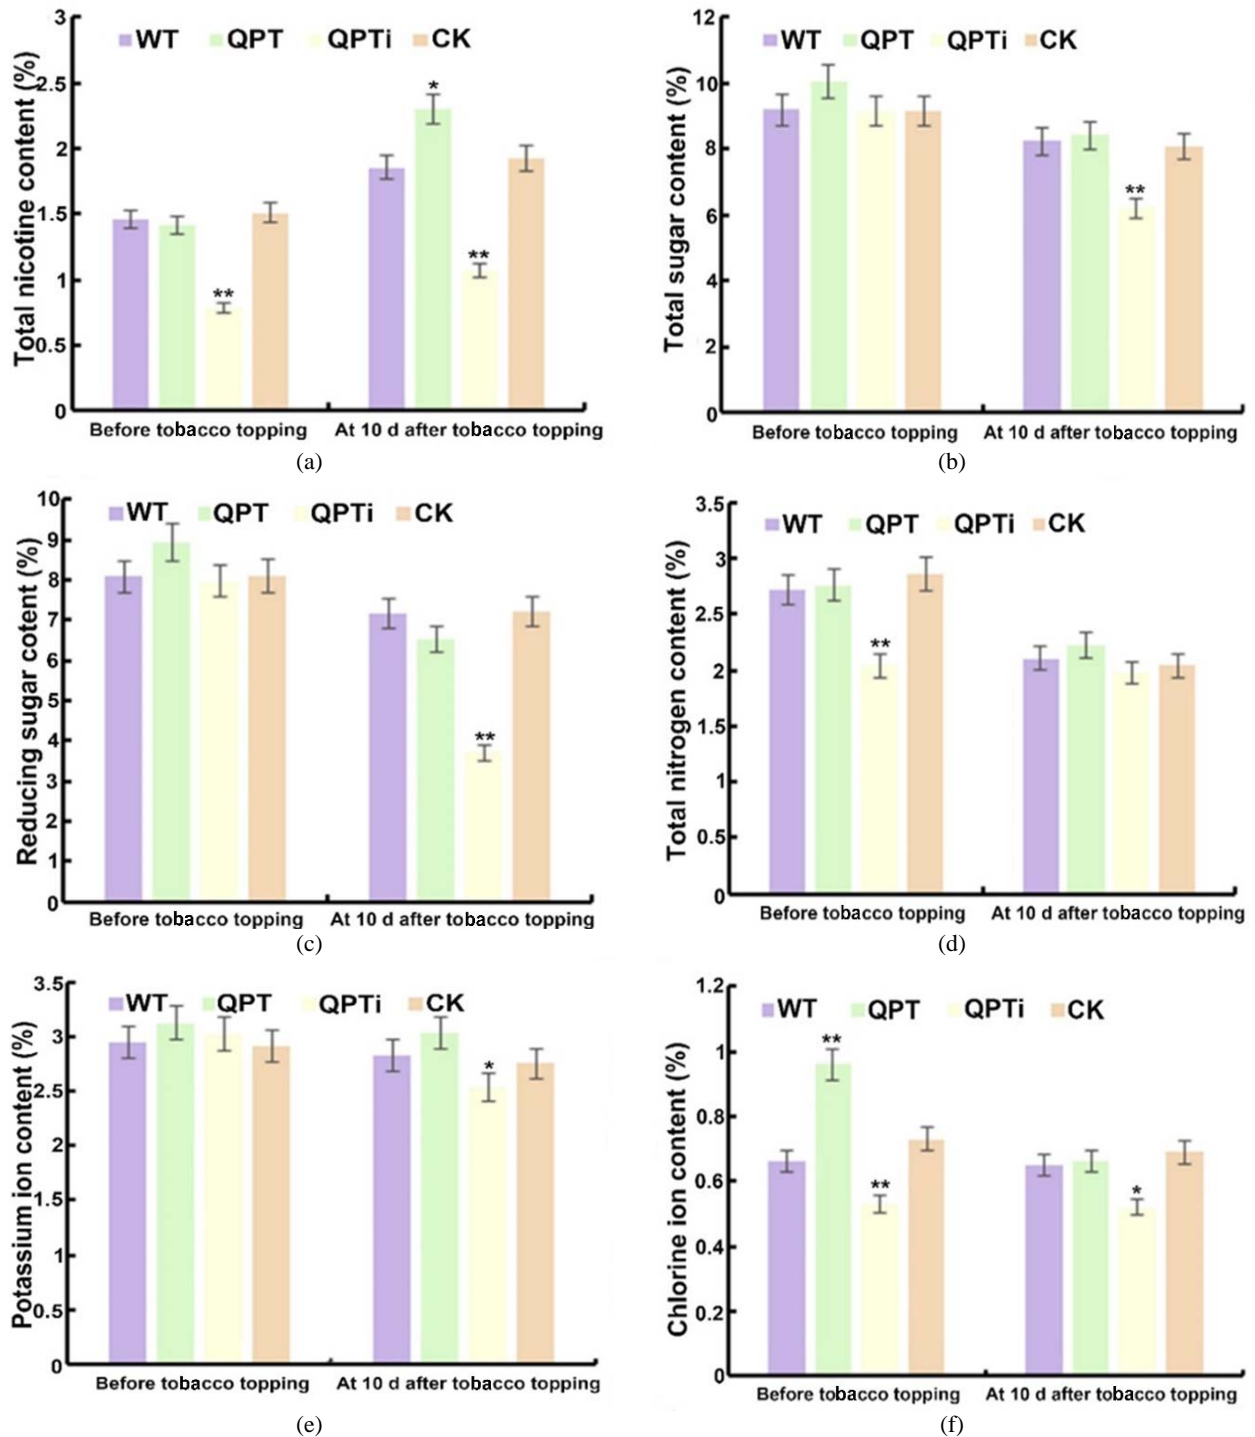 3
WT QPT QPTi CK
Total nicotine content (%)
2.5
*
2
1.5
**
1
**
0.5
0
Before tobacco topping At 10 d after tobacco topping
(a)
12
WT QPT QPTi CK
Total sugar content (%)
10
8
**
6
4
2
0
Before tobacco topping At 10 d after tobacco topping
(b)
10
WT QPT QPTi CK
Reducing sugar cotent (%)
9
8
7
6
5
4
**
3
2
1
0
Before tobacco topping At 10 d after tobacco topping
(c)
3.5
WT QPT QPTi CK
Total nitrogen content (%)
3
2.5
**
2
1.5
1
0.5
0
Before tobacco topping At 10 d after tobacco topping
(d)
3.5
WT QPT QPTi CK
Potassium ion content (%)
3
*
2.5
2
1.5
1
0.5
0
Before tobacco topping At 10 d after tobacco topping
(e)
1.2
WT QPT QPTi CK
Chlorine ion content (%)
**
1
0.8
0.6
**
*
0.4
0.2
0
Before tobacco topping At 10 d after tobacco topping
(f)